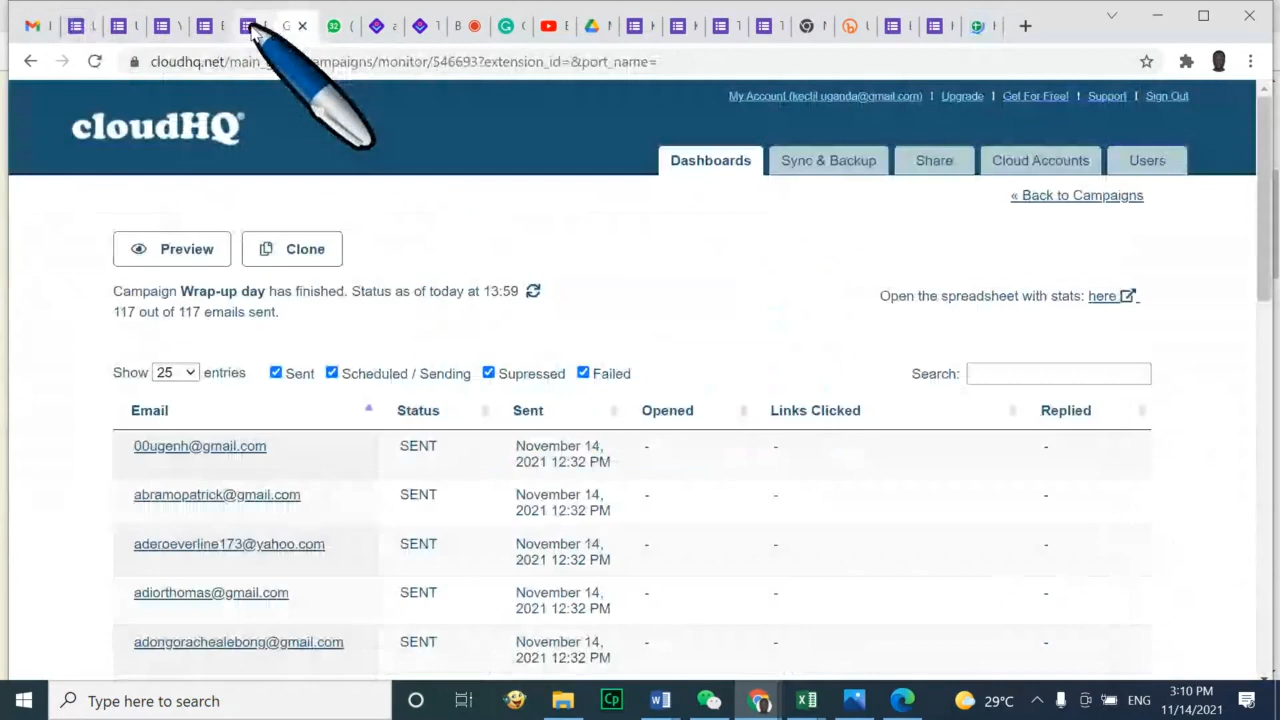 cloudhq.net/main_
ampaigns/monitor/546693?extension_id=&port_name=
My Account (kectil.uganda@gmail.com) | Upgrade | Get For Free! | Support | Sign Out
cloudHQ®
Dashboards
Sync & Backup
Share
Cloud Accounts
Users
« Back to Campaigns
Preview
Clone
Campaign Wrap-up day has finished. Status as of today at 13:59
117 out of 117 emails sent.
Open the spreadsheet with stats: here
Show 25 entries
Sent
Scheduled / Sending
Supressed
Failed
Search:
Email Status Sent Opened Links Clicked Replied
00ugenh@gmail.com SENT November 14, - - -
2021 12:32 PM
abramopatrick@gmail.com SENT November 14, - - -
2021 12:32 PM
aderoeverline173@yahoo.com SENT November 14, - - -
2021 12:32 PM
adiorthomas@gmail.com SENT November 14, - - -
2021 12:32 PM
adongorachealebong@gmail.com SENT November 14, - - -
2021 12:32 PM
Type here to search
Cp
29°C
ENG
3:10 PM
11/14/2021